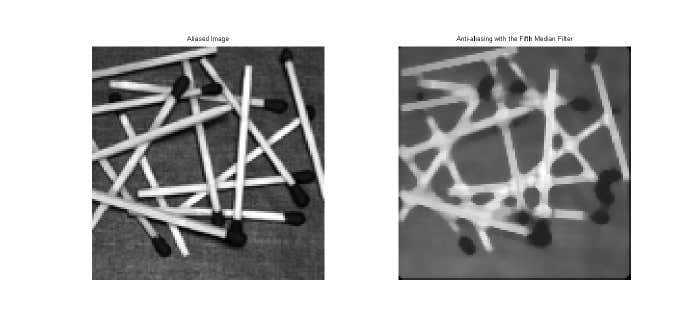 Aliased Image
Anti-aliasing with the Fifth Median Filter